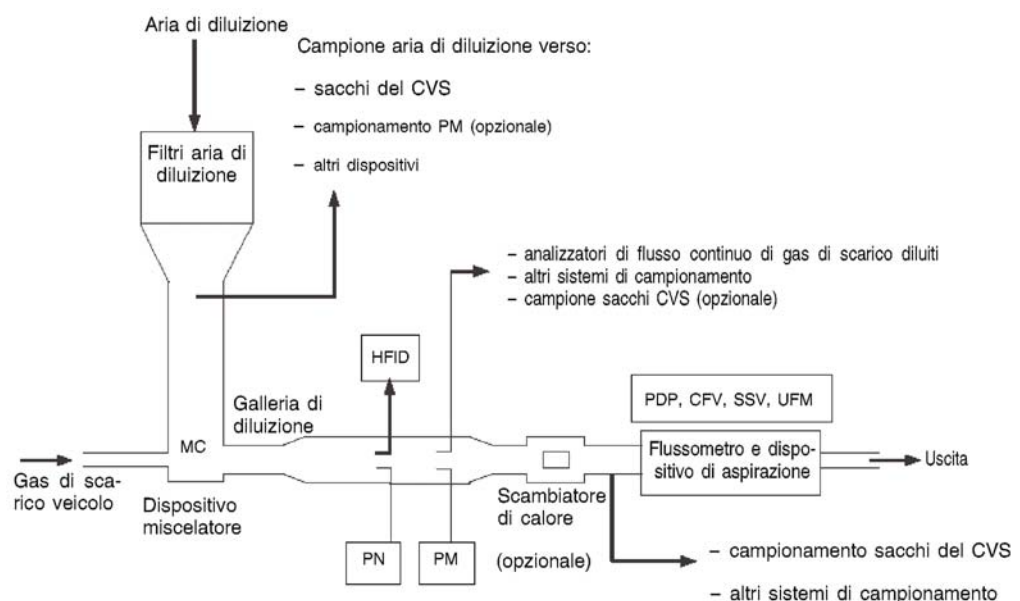 Aria di diluizione
Campione aria di diluizione verso:
– sacchi del CVS
– campionamento PM (opzionale)
– altri dispositivi
Filtri aria di
diluizione
– analizzatori di flusso continuo di gas di scarico diluiti
– altri sistemi di campionamento
– campione sacchi CVS (opzionale)
HFID
PDP, CFV, SSV, UFM
Galleria di
diluizione
MC
Flussometro e dispo-
sitivo di aspirazione
Uscita
Gas di sca-
rico veicolo
Dispositivo
miscelatore
Scambiatore
di calore
(opzionale)
PN
PM
– campionamento sacchi del CVS
– altri sistemi di campionamento